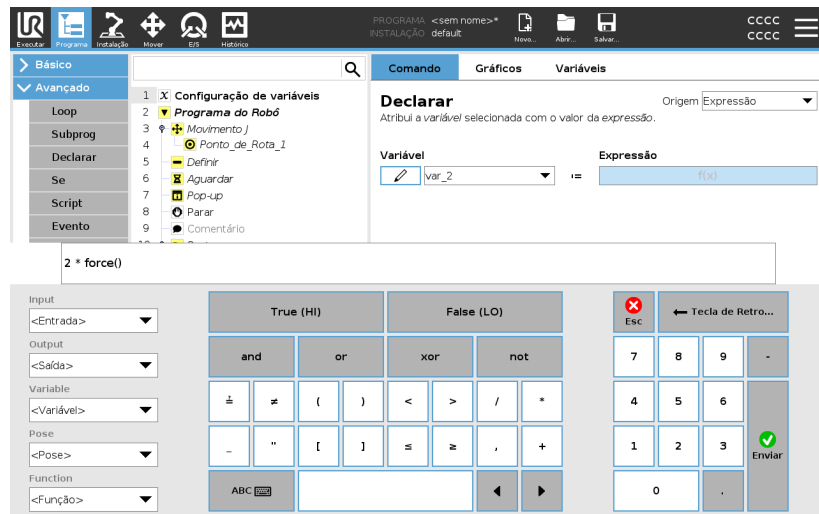 PROGRAMA <sem nome>*
INSTALAÇÃO default
Executar Programa Instalação Mover E/S Histórico Novo... Abrir... Salvar...
CCCC
CCCC
Básico
Avançado
Loop
Subprog
Declarar
Se
Script
Evento
1 X Configuração de variáveis
2 Programa do Robô
3 Movimento J
4 Ponto_de_Rota_1
5 Definir
6 Aguardar
7 Pop-up
8 Parar
9 Comentário
Comando Gráficos Variáveis
Declarar
Origem Expressão
Atribui a variável selecionada com o valor da expressão.
Variável Expressão
var_2 := f(x)
2 * force()
Input
<Entrada>
Output
<Saída>
Variable
<Variável>
Pose
<Pose>
Function
<Função>
True (HI) False (LO)
and or xor not
≟ ≠ ( ) < > / *
_ " [ ] ≤ ≥ , +
ABC
Esc Tecla de Retro...
7 8 9 -
4 5 6
1 2 3 Enviar
0 .